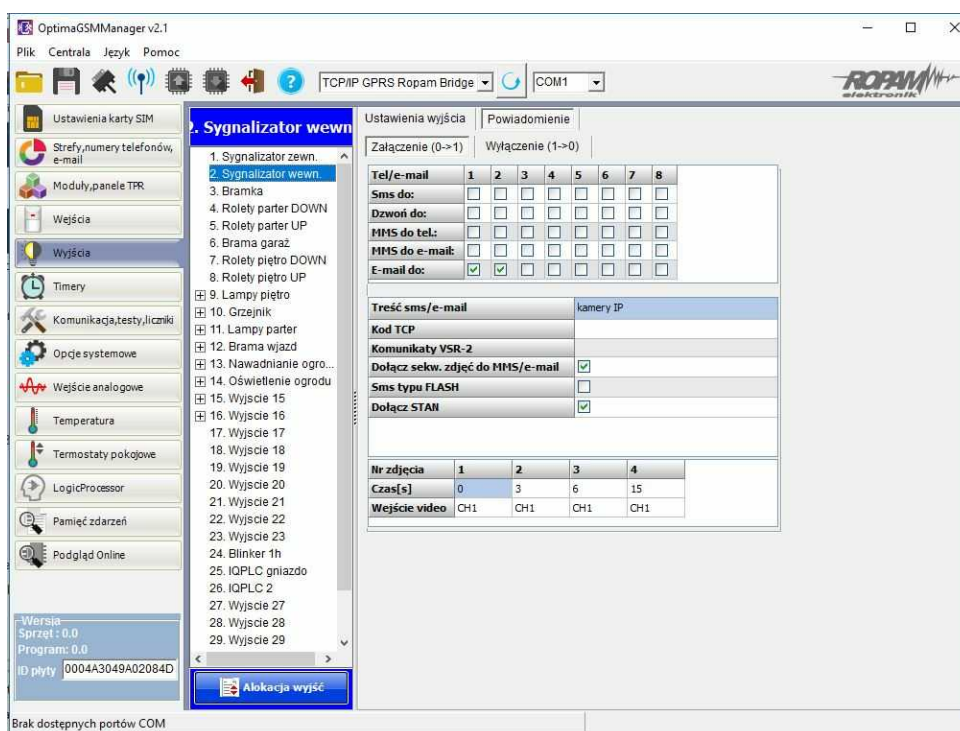 OptimaGSMManager v2.1
Plik Centrala Język Pomoc
TCP/IP GPRS Ropam Bridge
COM1
ROPAM
elektronik
Ustawienia karty SIM
Strefy,numery telefonów,
e-mail
Moduły,panele TPR
Wejścia
Wyjścia
Timery
Komunikacja,testy,liczniki
Opcje systemowe
Wejście analogowe
Temperatura
Termostaty pokojowe
LogicProcessor
Pamięć zdarzeń
Podgląd Online
Wersja
Sprzęt : 0.0
Program: 0.0
ID płyty 0004A3049A02084D
2. Sygnalizator wewn
1. Sygnalizator zewn.
2. Sygnalizator wewn.
3. Bramka
4. Rolety parter DOWN
5. Rolety parter UP
6. Brama garaż
7. Rolety piętro DOWN
8. Rolety piętro UP
9. Lampy piętro
10. Grzejnik
11. Lampy parter
12. Brama wjazd
13. Nawadnianie ogro...
14. Oświetlenie ogrodu
15. Wyjscie 15
16. Wyjscie 16
17. Wyjscie 17
18. Wyjscie 18
19. Wyjscie 19
20. Wyjscie 20
21. Wyjscie 21
22. Wyjscie 22
23. Wyjscie 23
24. Blinker 1h
25. IQPLC gniazdo
26. IQPLC 2
27. Wyjscie 27
28. Wyjscie 28
29. Wyjscie 29
Alokacja wyjść
Ustawienia wyjścia Powiadomienie
Załączenie (0->1) Wyłączenie (1->0)
Tel/e-mail 1 2 3 4 5 6 7 8
Sms do:
Dzwoń do:
MMS do tel.:
MMS do e-mail:
E-mail do:
Treść sms/e-mail kamery IP
Kod TCP
Komunikaty VSR-2
Dołącz sekw. zdjęć do MMS/e-mail
Sms typu FLASH
Dołącz STAN
Nr zdjęcia 1 2 3 4
Czas[s] 0 3 6 15
Wejście video CH1 CH1 CH1 CH1
Brak dostępnych portów COM